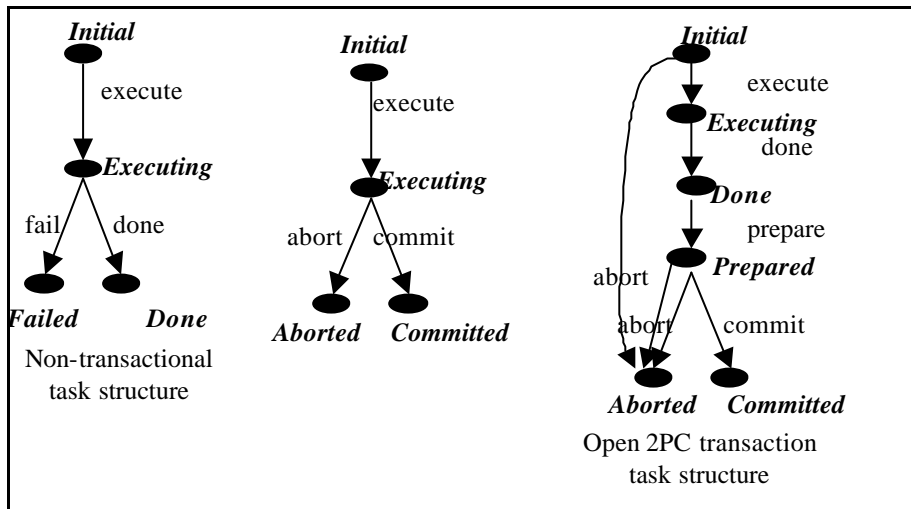 Initial
execute
Executing
fail
done
Failed
Done
Non-transactional
task structure
Initial
execute
Executing
abort
commit
Aborted
Committed
Initial
execute
Executing
done
Done
prepare
Prepared
abort
abort
commit
Aborted
Committed
Open 2PC transaction
task structure